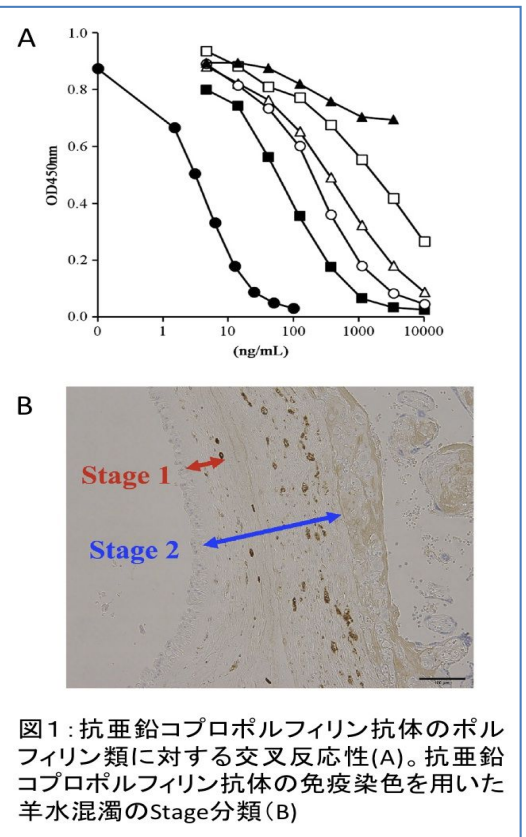 A
1.0
0.8
0.6
0.4
0.2
0.0
OD450nm
0 1 10 100 1000 10000
(ng/mL)
B
Stage 1
Stage 2
図1：抗亜鉛コプロポルフィリン抗体のポル
フィリン類に対する交叉反応性(A)。抗亜鉛
コプロポルフィリン抗体の免疫染色を用いた
羊水混濁のStage分類(B)